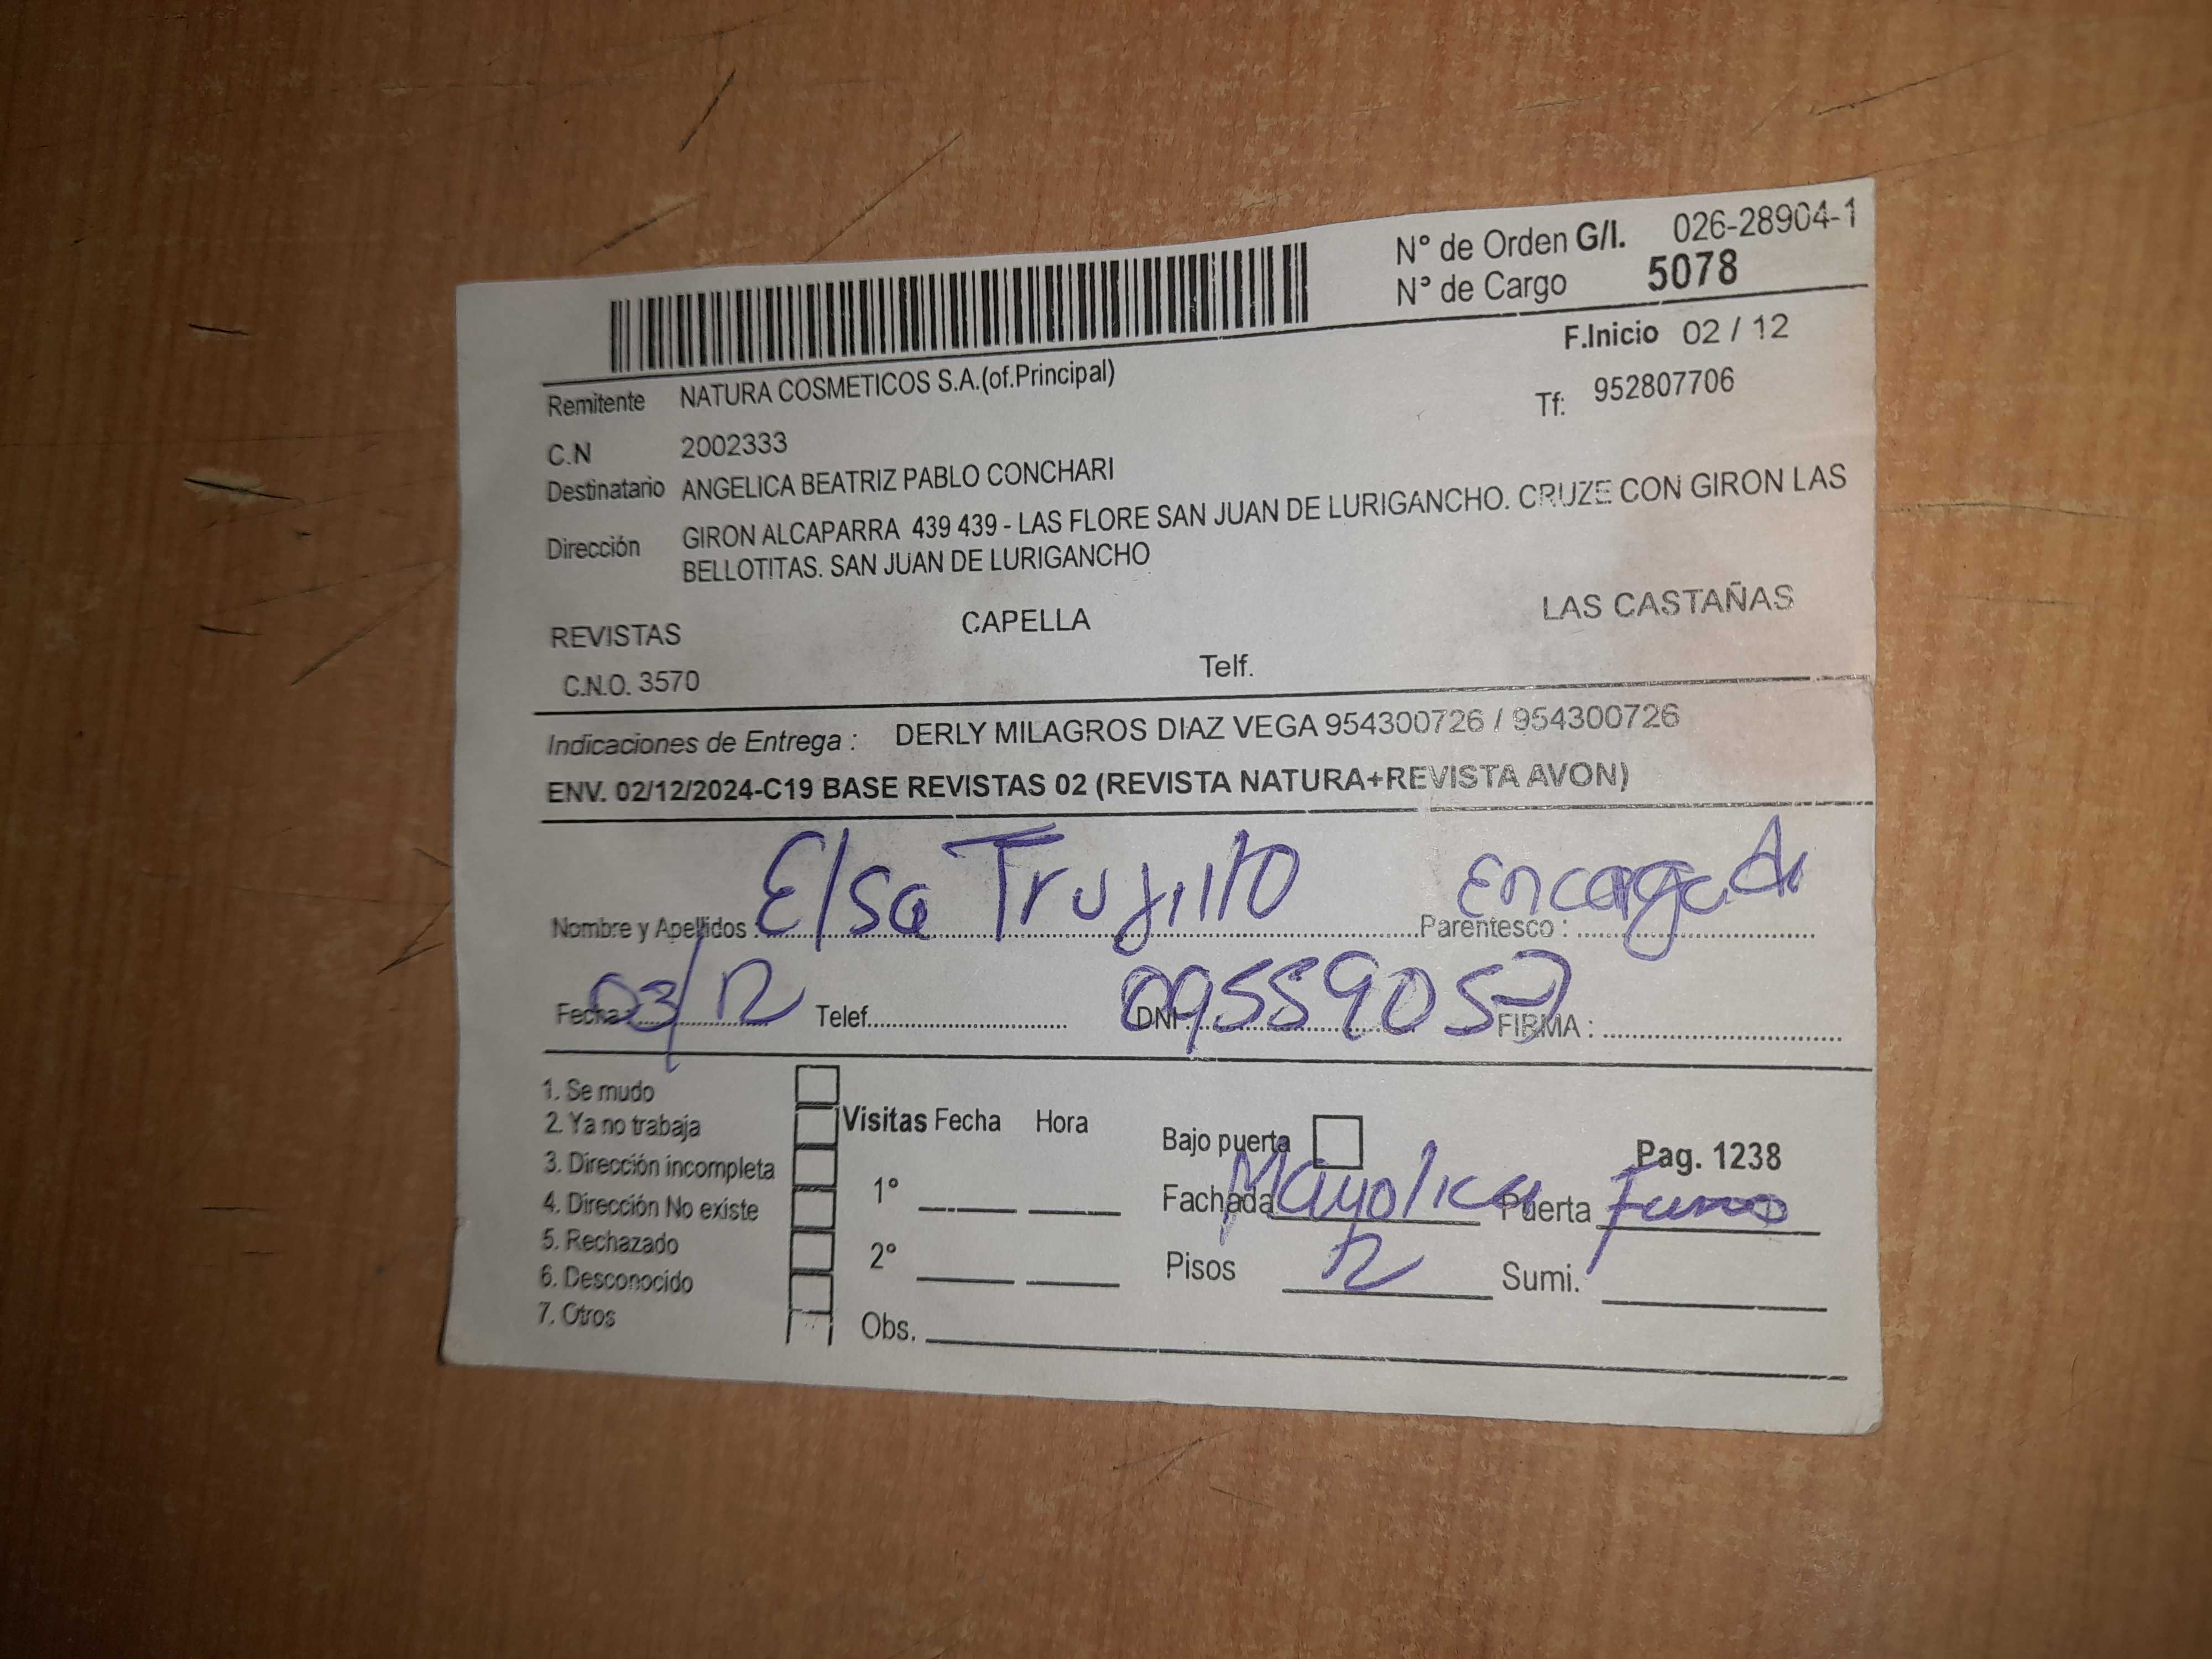 N° de Orden G/I. 026-28904-1
N° de Cargo 5078
F.Inicio 02 / 12
Remitente NATURA COSMETICOS S.A.(of.Principal)
Tf: 952807706
C.N 2002333
Destinatario ANGELICA BEATRIZ PABLO CONCHARI
Dirección GIRON ALCAPARRA 439 439 - LAS FLORE SAN JUAN DE LURIGANCHO. CRUZE CON GIRON LAS
BELLOTITAS. SAN JUAN DE LURIGANCHO
REVISTAS CAPELLA LAS CASTAÑAS
C.N.O. 3570 Telf.
Indicaciones de Entrega : DERLY MILAGROS DIAZ VEGA 954300726 / 954300726
ENV. 02/12/2024-C19 BASE REVISTAS 02 (REVISTA NATURA+REVISTA AVON)
Nombre y Apellidos : Elsa Trujillo Parentesco : Encargada
Fecha : 03/12 Telef. DNI : 09559057 FIRMA :
1. Se mudo
2. Ya no trabaja Visitas Fecha Hora
3. Dirección incompleta Bajo puerta Pag. 1238
4. Dirección No existe 1° Fachada Mayolica Puerta
5. Rechazado
6. Desconocido 2° Pisos 2 Sumi.
7. Otros Obs.